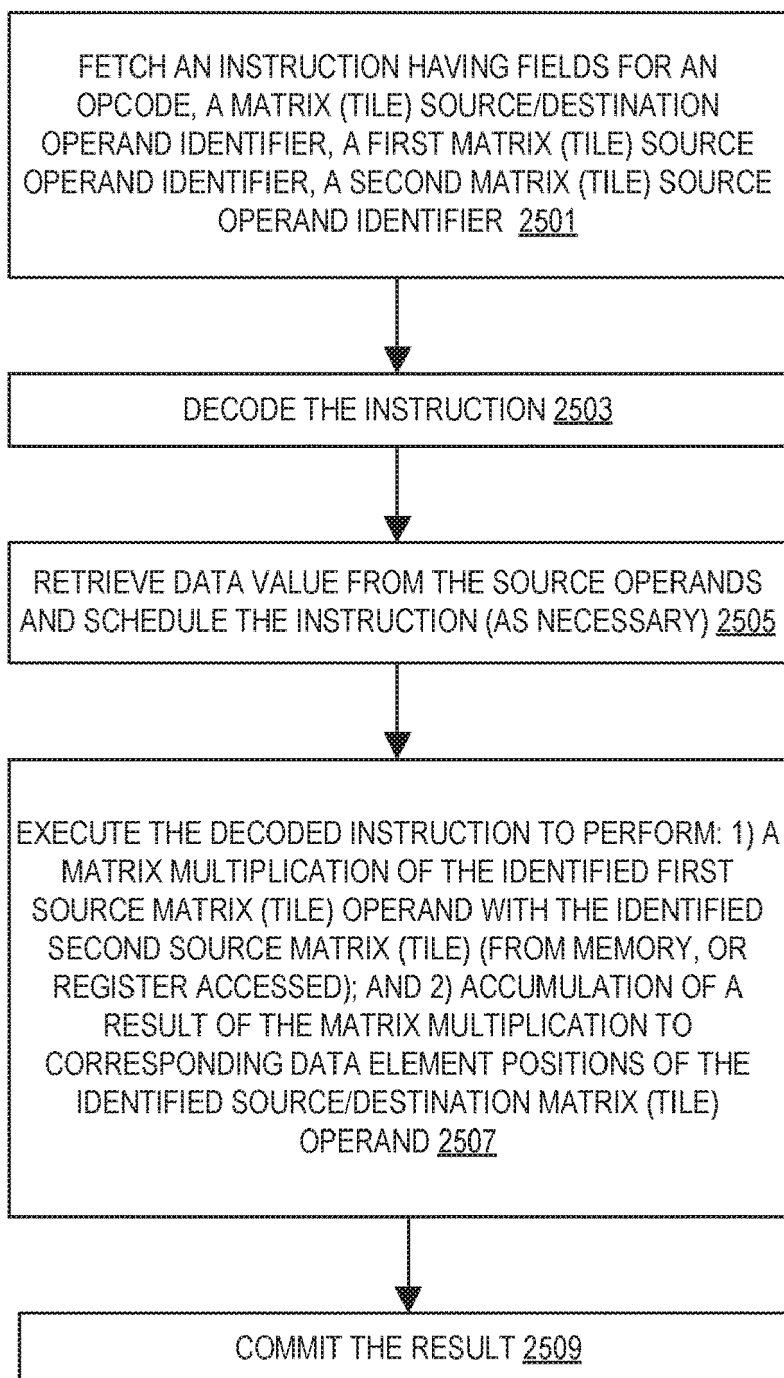 FETCH AN INSTRUCTION HAVING FIELDS FOR AN
OPCODE, A MATRIX (TILE) SOURCE/DESTINATION
OPERAND IDENTIFIER, A FIRST MATRIX (TILE) SOURCE
OPERAND IDENTIFIER, A SECOND MATRIX (TILE) SOURCE
OPERAND IDENTIFIER 2501
DECODE THE INSTRUCTION 2503
RETRIEVE DATA VALUE FROM THE SOURCE OPERANDS
AND SCHEDULE THE INSTRUCTION (AS NECESSARY) 2505
EXECUTE THE DECODED INSTRUCTION TO PERFORM: 1) A
MATRIX MULTIPLICATION OF THE IDENTIFIED FIRST
SOURCE MATRIX (TILE) OPERAND WITH THE IDENTIFIED
SECOND SOURCE MATRIX (TILE) (FROM MEMORY, OR
REGISTER ACCESSED); AND 2) ACCUMULATION OF A
RESULT OF THE MATRIX MULTIPLICATION TO
CORRESPONDING DATA ELEMENT POSITIONS OF THE
IDENTIFIED SOURCE/DESTINATION MATRIX (TILE)
OPERAND 2507
COMMIT THE RESULT 2509